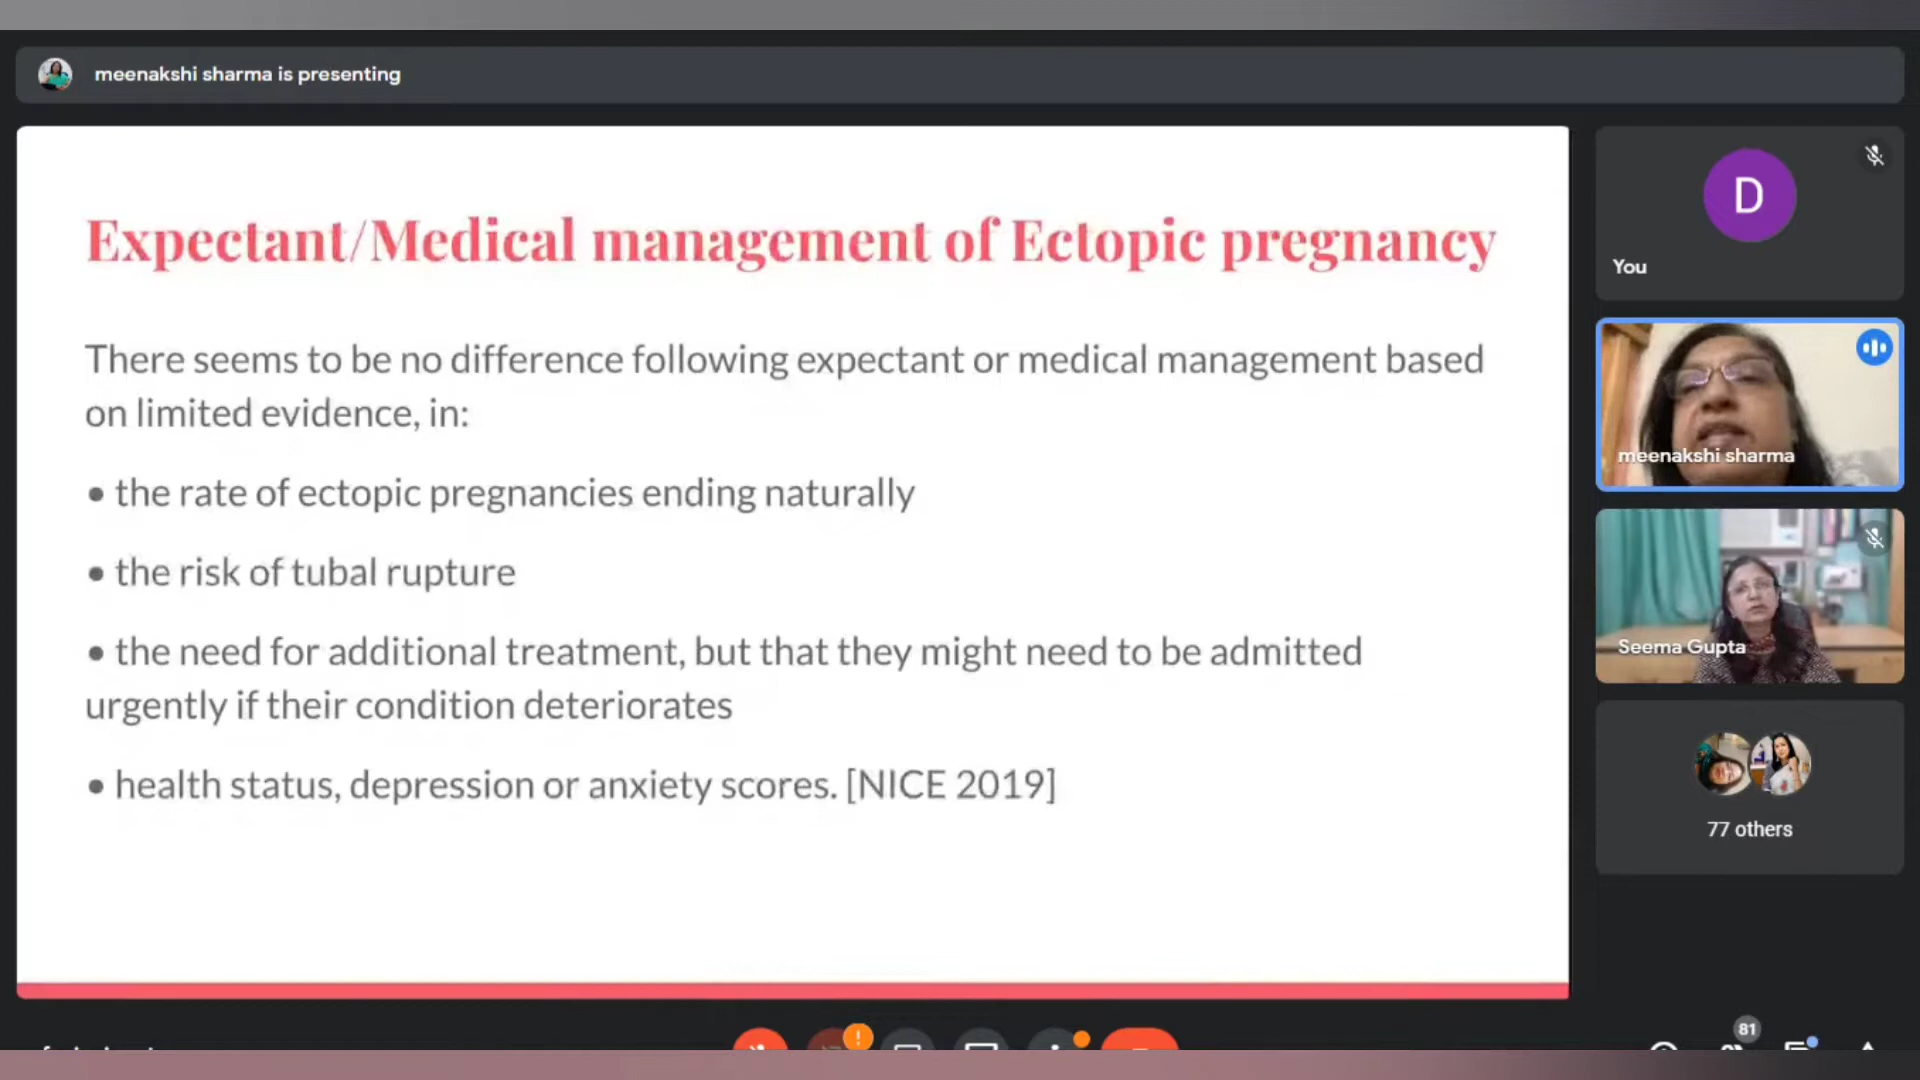 meenakshi sharma is presenting
Expectant/Medical management of Ectopic pregnancy
There seems to be no difference following expectant or medical management based
on limited evidence, in:
• the rate of ectopic pregnancies ending naturally
• the risk of tubal rupture
• the need for additional treatment, but that they might need to be admitted
urgently if their condition deteriorates
• health status, depression or anxiety scores. [NICE 2019]
D
You
meenakshi sharma
Seema Gupta
77 others
81